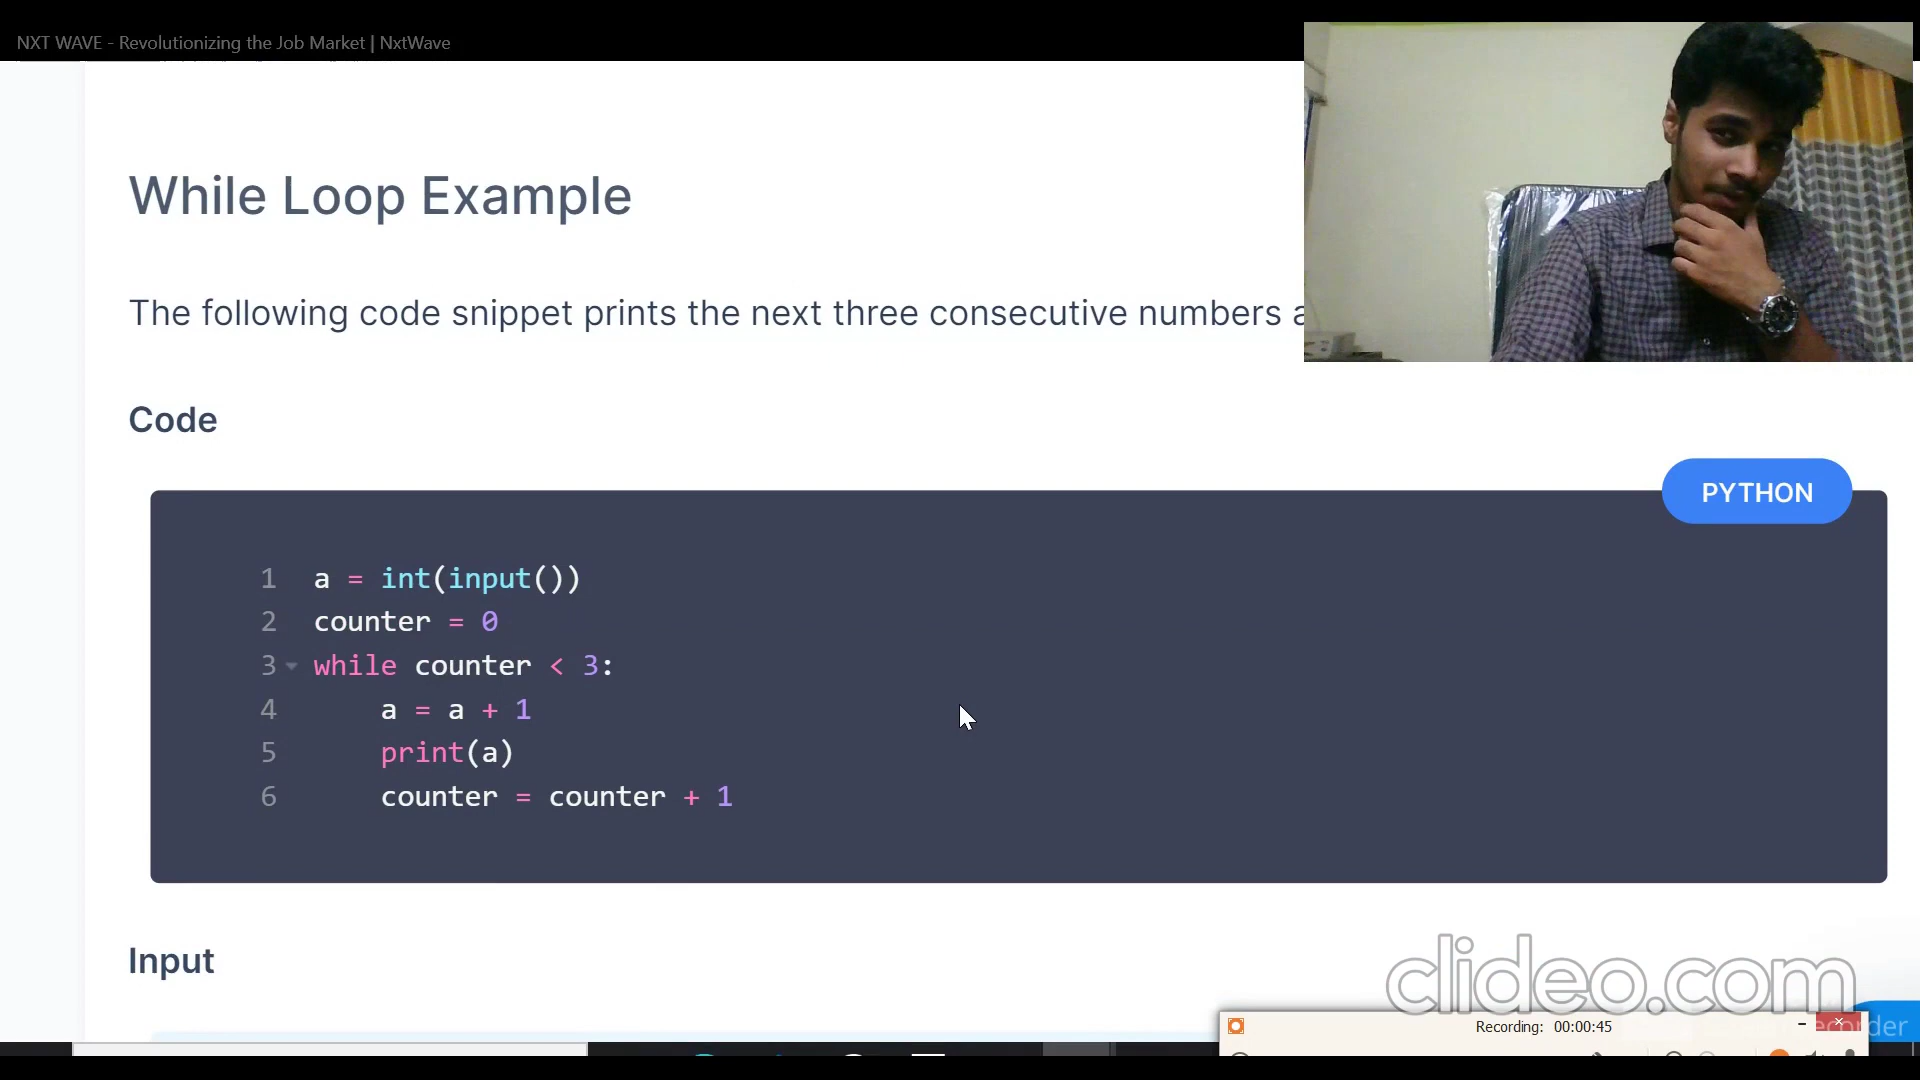 NXT WAVE - Revolutionizing the Job Market | NxtWave
While Loop Example
The following code snippet prints the next three consecutive numbers a
Code
PYTHON
1 a = int(input())
2 counter = 0
3 while counter < 3:
4 a = a + 1
5 print(a)
6 counter = counter + 1
Input
clideo.com
Recording: 00:00:45